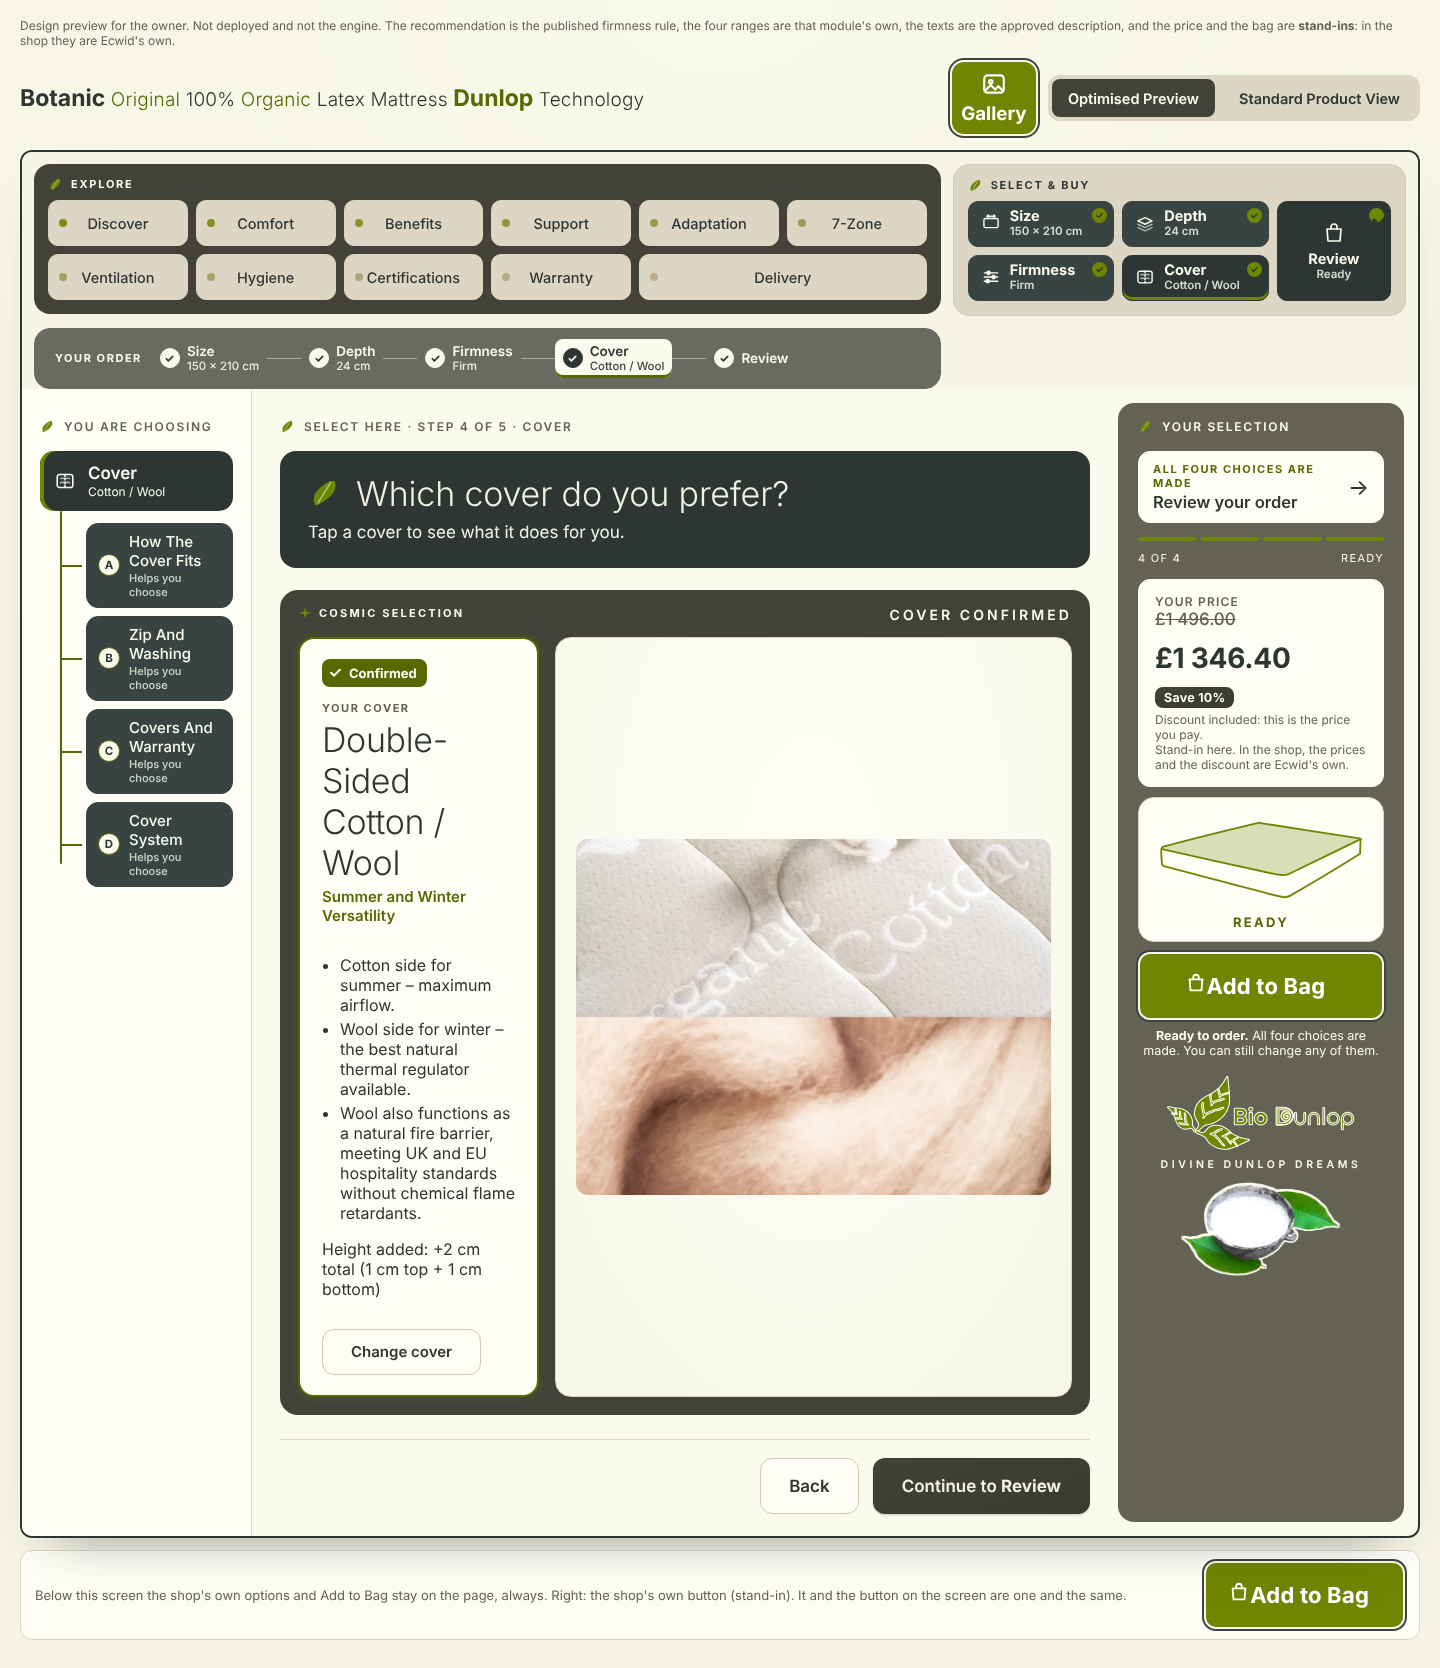 Design preview for the owner. Not deployed and not the engine. The recommendation is the published firmness rule, the four ranges are that module's own, the texts are the approved description, and the price and the bag are stand-ins: in the
shop they are Ecwid's own.
Botanic Original 100% Organic Latex Mattress Dunlop Technology
Gallery
Optimised Preview
Standard Product View
EXPLORE
Discover
Comfort
Benefits
Support
Adaptation
7-Zone
Ventilation
Hygiene
Certifications
Warranty
Delivery
SELECT & BUY
Size
150 × 210 cm
Depth
24 cm
Firmness
Firm
Cover
Cotton / Wool
Review
Ready
YOUR ORDER
Size
150 × 210 cm
Depth
24 cm
Firmness
Firm
Cover
Cotton / Wool
Review
YOU ARE CHOOSING
Cover
Cotton / Wool
A
How The
Cover Fits
Helps you
choose
B
Zip And
Washing
Helps you
choose
C
Covers And
Warranty
Helps you
choose
D
Cover
System
Helps you
choose
SELECT HERE · STEP 4 OF 5 · COVER
Which cover do you prefer?
Tap a cover to see what it does for you.
COSMIC SELECTION
COVER CONFIRMED
Confirmed
YOUR COVER
Double-
Sided
Cotton /
Wool
Summer and Winter
Versatility
• Cotton side for
summer – maximum
airflow.
• Wool side for winter –
the best natural
thermal regulator
available.
• Wool also functions as
a natural fire barrier,
meeting UK and EU
hospitality standards
without chemical flame
retardants.
Height added: +2 cm
total (1 cm top + 1 cm
bottom)
Change cover
ganic Cotton
Back
Continue to Review
YOUR SELECTION
ALL FOUR CHOICES ARE
MADE
Review your order
4 OF 4
READY
YOUR PRICE
£1 496.00
£1 346.40
Save 10%
Discount included: this is the price
you pay.
Stand-in here. In the shop, the prices
and the discount are Ecwid's own.
READY
Add to Bag
Ready to order. All four choices are
made. You can still change any of them.
Bio Dunlop
DIVINE DUNLOP DREAMS
Below this screen the shop's own options and Add to Bag stay on the page, always. Right: the shop's own button (stand-in). It and the button on the screen are one and the same.
Add to Bag